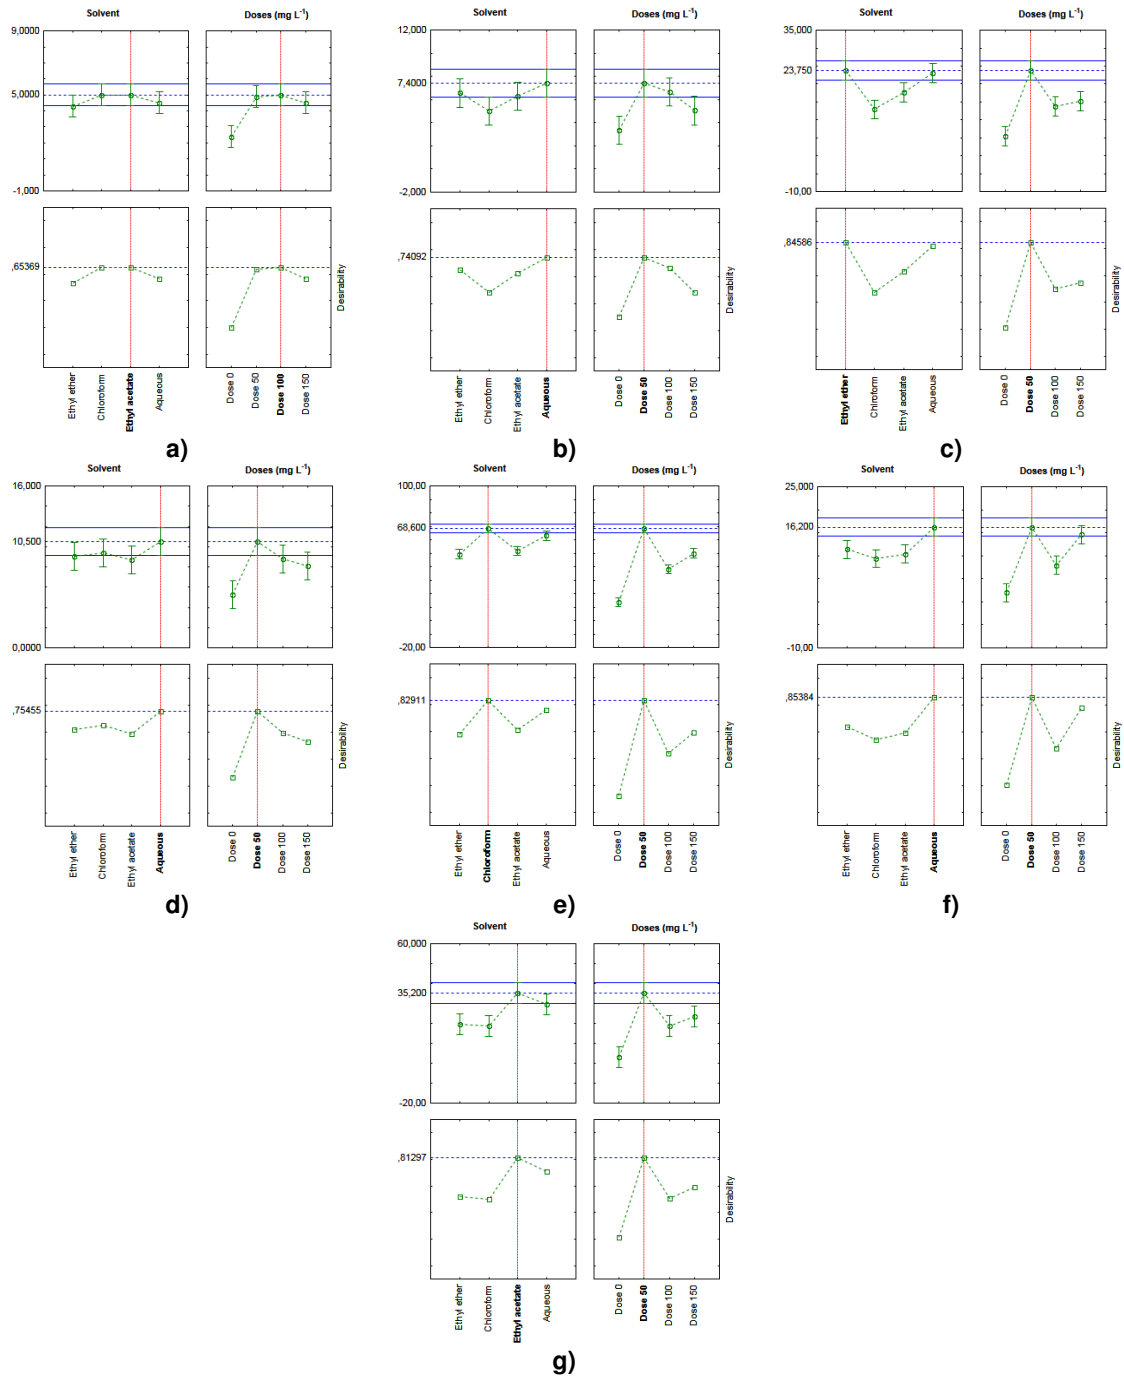 Solvent
Doses (mg L⁻¹)
9,0000
5,0000
-1,000
,65369
Desirability
Ethyl ether
Chloroform
Ethyl acetate
Aqueous
Dose 0
Dose 50
Dose 100
Dose 150
a)
Solvent
Doses (mg L⁻¹)
12,000
7,4000
-2,000
,74092
Desirability
Ethyl ether
Chloroform
Ethyl acetate
Aqueous
Dose 0
Dose 50
Dose 100
Dose 150
b)
Solvent
Doses (mg L⁻¹)
35,000
23,750
-10,00
,84586
Desirability
Ethyl ether
Chlroform
Ethyl acetate
Aqueous
Dose 0
Dose 50
Dose 100
Dose 150
c)
Solvent
Doses (mg L⁻¹)
16,000
10,500
0,0000
,75455
Desirability
Ethyl ether
Chloroform
Ethyl acetate
Aqueous
Dose 0
Dose 50
Dose 100
Dose 150
d)
Solvent
Doses (mg L⁻¹)
100,00
68,600
-20,00
,82911
Desirability
Ethyl ether
Chloroform
Ethyl acetate
Aqueous
Dose 0
Dose 50
Dose 100
Dose 150
e)
Solvent
Doses (mg L⁻¹)
25,000
16,200
-10,00
,85384
Desirability
Ethyl ether
Chloroform
Ethyl acetate
Aqueous
Dose 0
Dose 50
Dose 100
Dose 150
f)
Solvent
Doses (mg L⁻¹)
60,000
35,200
-20,00
,81297
Desirability
Ethyl ether
Chloroform
Ethyl acetate
Aqueous
Dose 0
Dose 50
Dose 100
Dose 150
g)